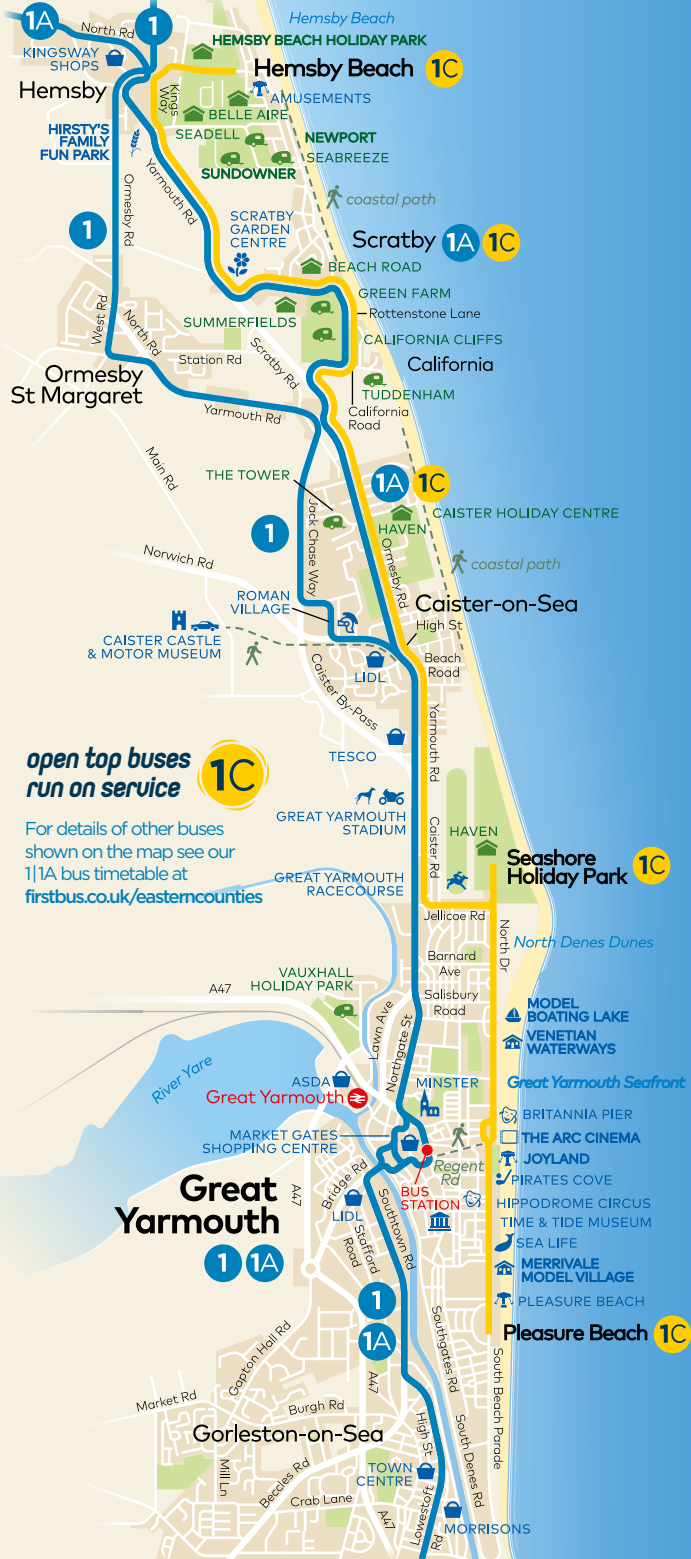 1A
North Rd
1
Hemsby Beach
KINGSWAY
SHOPS
HEMSBY BEACH HOLIDAY PARK
Hemsby Beach 1C
Hemsby
Kings
Way
AMUSEMENTS
BELLE AIRE
HIRSTY'S
FAMILY
FUN PARK
SEADELL
NEWPORT
SEABREEZE
SUNDOWNER
Yarmouth Rd
Ormesby Rd
coastal path
1
SCRATBY
GARDEN
CENTRE
Scratby 1A 1C
BEACH ROAD
GREEN FARM
Rottenstone Lane
SUMMERFIELDS
West Rd
North Rd
Station Rd
Scratby Rd
CALIFORNIA CLIFFS
California
Ormesby
St Margaret
TUDDENHAM
California
Road
Yarmouth Rd
Main Rd
THE TOWER
1A 1C
Jack Chase Way
CAISTER HOLIDAY CENTRE
HAVEN
1
Ormesby Rd
Norwich Rd
coastal path
ROMAN
VILLAGE
Caister-on-Sea
High St
CAISTER CASTLE
& MOTOR MUSEUM
Beach
Road
LIDL
Caister By-Pass
Yarmouth Rd
open top buses
run on service
1C
TESCO
For details of other buses
shown on the map see our
1|1A bus timetable at
firstbus.co.uk/easterncounties
GREAT YARMOUTH
STADIUM
Caister Rd
HAVEN
Seashore
Holiday Park 1C
GREAT YARMOUTH
RACECOURSE
Jellicoe Rd
North Dr
North Denes Dunes
Barnard
Ave
VAUXHALL
HOLIDAY PARK
A47
Salisbury
Road
Lawn Ave
Northgate St
MODEL
BOATING LAKE
VENETIAN
WATERWAYS
River Yare
ASDA
MINSTER
Great Yarmouth Seafront
Great Yarmouth
BRITANNIA PIER
MARKET GATES
SHOPPING CENTRE
THE ARC CINEMA
JOYLAND
Regent
Rd
PIRATES COVE
Bridge Rd
A47
Great
Yarmouth
BUS
STATION
HIPPODROME CIRCUS
LIDL
Southtown Rd
TIME & TIDE MUSEUM
Stafford
Road
SEA LIFE
1 1A
MERRIVALE
MODEL VILLAGE
1
PLEASURE BEACH
1A
Pleasure Beach 1C
Gapton Hall Rd
Southgates Rd
A47
South Beach Parade
Market Rd
Burgh Rd
Gorleston-on-Sea
High St
South Denes Rd
Mill Ln
Beccles Rd
TOWN
CENTRE
Crab Lane
A47
Lowestoft
Rd
MORRISONS